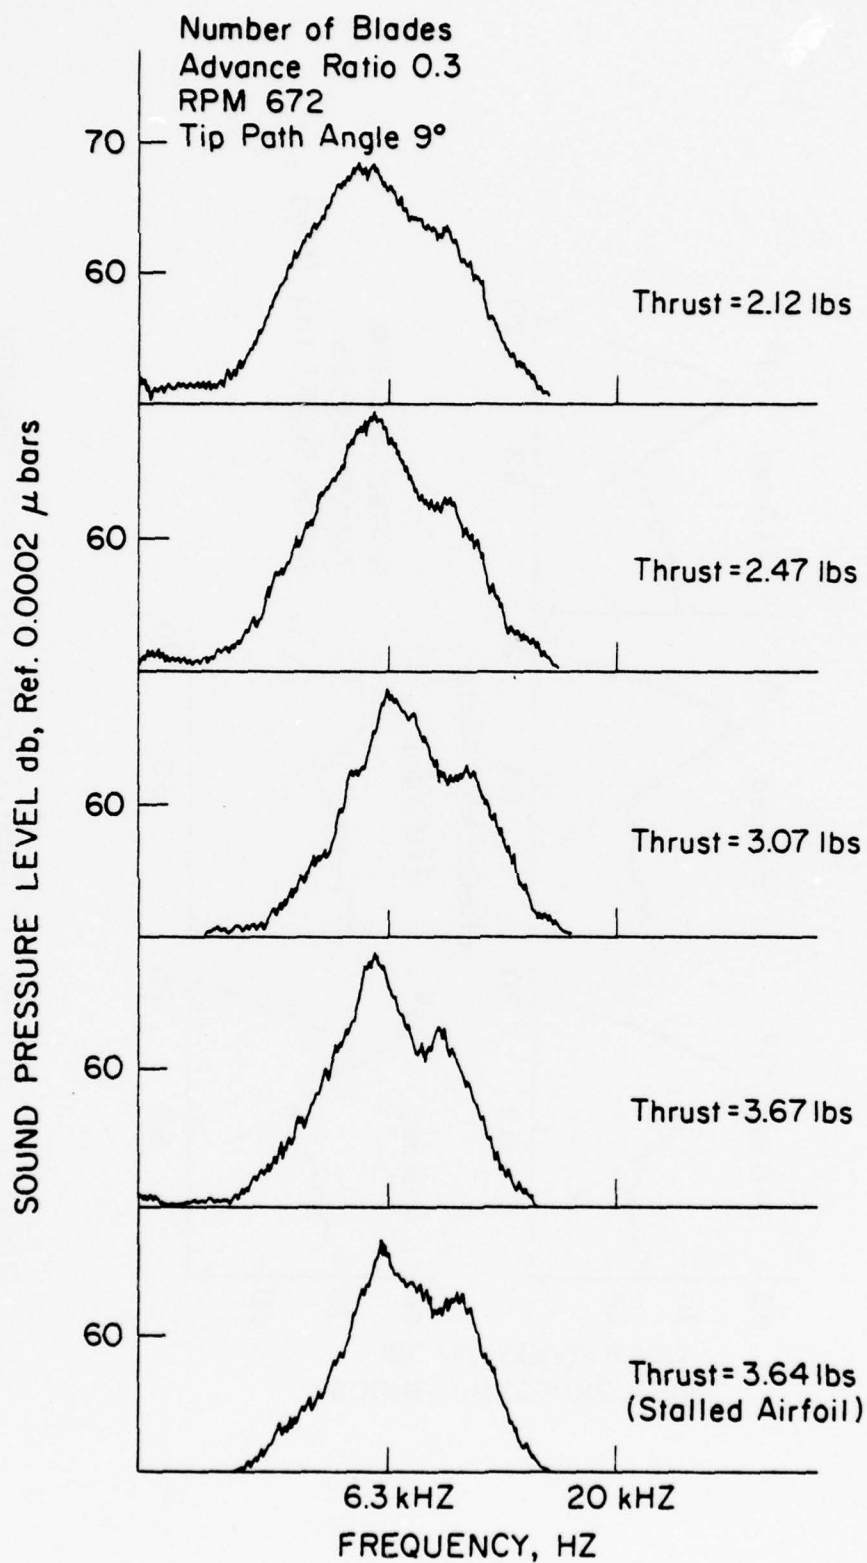 Number of Blades
Advance Ratio 0.3
RPM 672
Tip Path Angle 9°
70
60
Thrust = 2.12 lbs
60
Thrust = 2.47 lbs
60
Thrust = 3.07 lbs
60
Thrust = 3.67 lbs
60
Thrust = 3.64 lbs
(Stalled Airfoil)
6.3 kHZ 20 kHZ
FREQUENCY, HZ
SOUND PRESSURE LEVEL db, Ref. 0.0002 μ bars